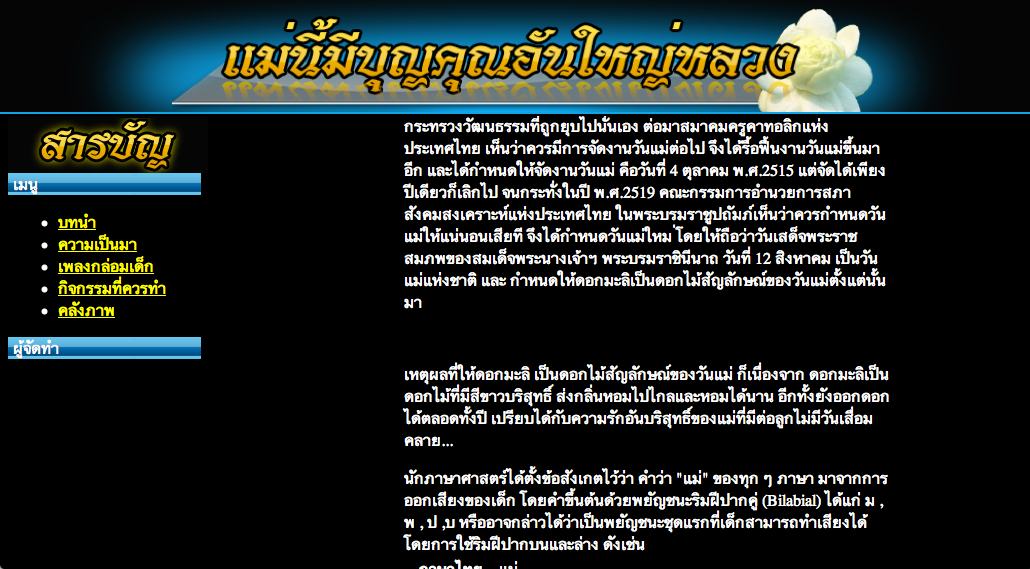 แม่นี้มีบุญคุณอันใหญ่หลวง
สารบัญ
เมนู
บทนำ
ความเป็นมา
เพลงกล่อมเด็ก
กิจกรรมที่ควรทำ
คลังภาพ
ผู้จัดทำ
กระทรวงวัฒนธรรมที่ถูกยุบไปนั่นเอง ต่อมาสมาคมครูคาทอลิกแห่ง
ประเทศไทย เห็นว่าควรมีการจัดงานวันแม่ต่อไป จึงได้รื้อฟื้นงานวันแม่ขึ้นมา
อีก และได้กำหนดให้จัดงานวันแม่ คือวันที่ 4 ตุลาคม พ.ศ.2515 แต่จัดได้เพียง
ปีเดียวก็เลิกไป จนกระทั่งในปี พ.ศ.2519 คณะกรรมการอำนวยการสภา
สังคมสงเคราะห์แห่งประเทศไทย ในพระบรมราชูปถัมภ์เห็นว่าควรกำหนดวัน
แม่ให้แน่นอนเสียที จึงได้กำหนดวันแม่ใหม่ โดยให้ถือว่าวันเสด็จพระราช
สมภพของสมเด็จพระนางเจ้าฯ พระบรมราชินีนาถ วันที่ 12 สิงหาคม เป็นวัน
แม่แห่งชาติ และ กำหนดให้ดอกมะลิเป็นดอกไม้สัญลักษณ์ของวันแม่ตั้งแต่นั้น
มา
เหตุผลที่ให้ดอกมะลิ เป็นดอกไม้สัญลักษณ์ของวันแม่ ก็เนื่องจาก ดอกมะลิเป็น
ดอกไม้ที่มีสีขาวบริสุทธิ์ ส่งกลิ่นหอมไปไกลและหอมได้นาน อีกทั้งยังออกดอก
ได้ตลอดทั้งปี เปรียบได้กับความรักอันบริสุทธิ์ของแม่ที่มีต่อลูกไม่มีวันเสื่อม
คลาย...
นักภาษาศาสตร์ได้ตั้งข้อสังเกตไว้ว่า คำว่า "แม่" ของทุก ๆ ภาษา มาจากการ
ออกเสียงของเด็ก โดยคำขึ้นต้นด้วยพยัญชนะริมฝีปากคู่ (Bilabial) ได้แก่ ม ,
พ , ป ,บ หรืออาจกล่าวได้ว่าเป็นพยัญชนะชุดแรกที่เด็กสามารถทำเสียงได้
โดยการใช้ริมฝีปากบนและล่าง ดังเช่น